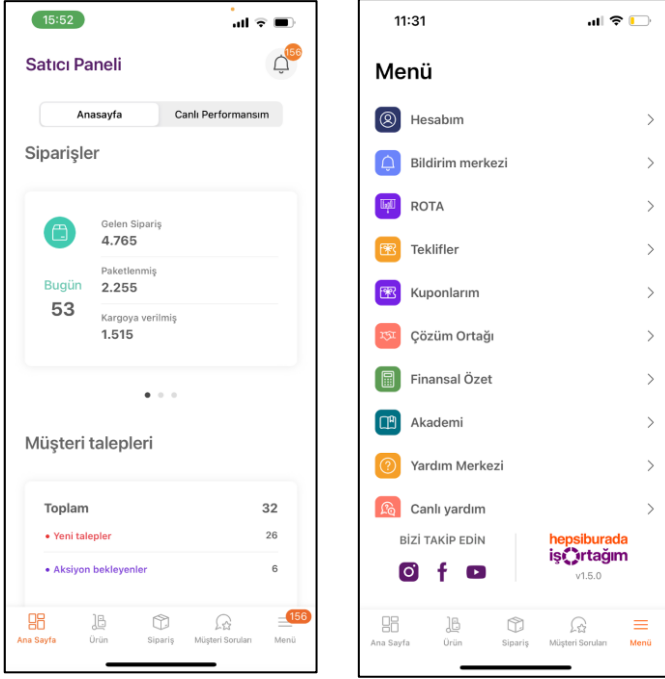 15:52
Satıcı Paneli
156
Anasayfa
Canlı Performansım
Siparişler
Gelen Sipariş
4.765
Paketlenmiş
Bugün
2.255
53
Kargoya verilmiş
1.515
Müşteri talepleri
Toplam 32
Yeni talepler 26
Aksiyon bekleyenler 6
156
Ana Sayfa
Ürün
Sipariş
Müşteri Soruları
Menü
11:31
Menü
Hesabım
Bildirim merkezi
ROTA
Teklifler
Kuponlarım
Çözüm Ortağı
Finansal Özet
Akademi
Yardım Merkezi
Canlı yardım
BİZİ TAKİP EDİN
hepsiburada
işOrtağım
v1.5.0
Ana Sayfa
Ürün
Sipariş
Müşteri Soruları
Menü